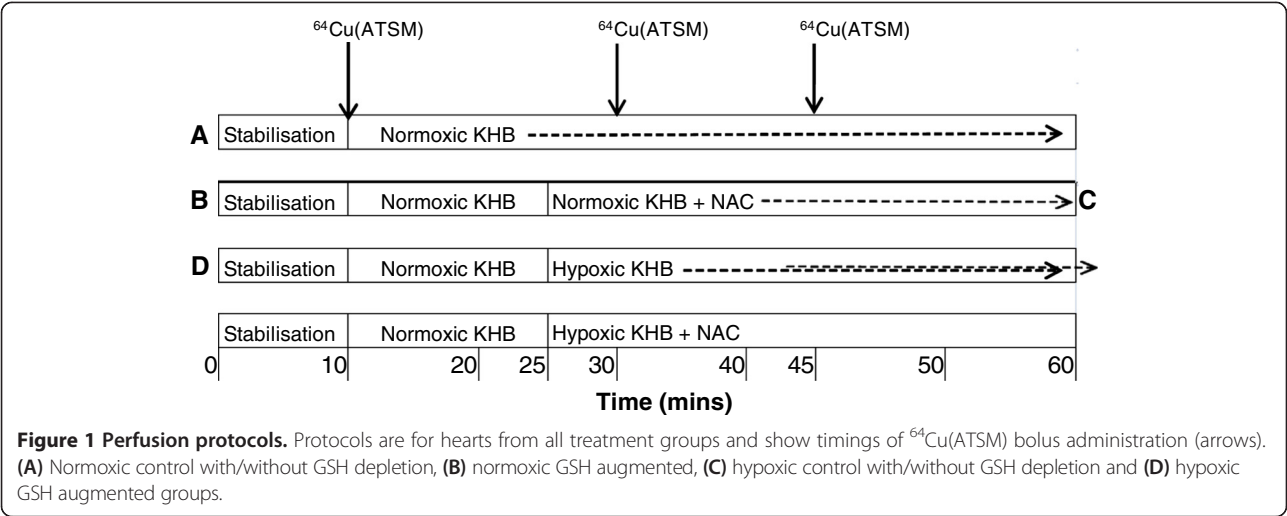 ⁶⁴Cu(ATSM) ⁶⁴Cu(ATSM) ⁶⁴Cu(ATSM)
A Stabilisation Normoxic KHB
B Stabilisation Normoxic KHB Normoxic KHB + NAC C
D Stabilisation Normoxic KHB Hypoxic KHB
Stabilisation Normoxic KHB Hypoxic KHB + NAC
0 10 20 25 30 40 45 50 60
Time (mins)
Figure 1 Perfusion protocols. Protocols are for hearts from all treatment groups and show timings of ⁶⁴Cu(ATSM) bolus administration (arrows).
(A) Normoxic control with/without GSH depletion, (B) normoxic GSH augmented, (C) hypoxic control with/without GSH depletion and (D) hypoxic
GSH augmented groups.